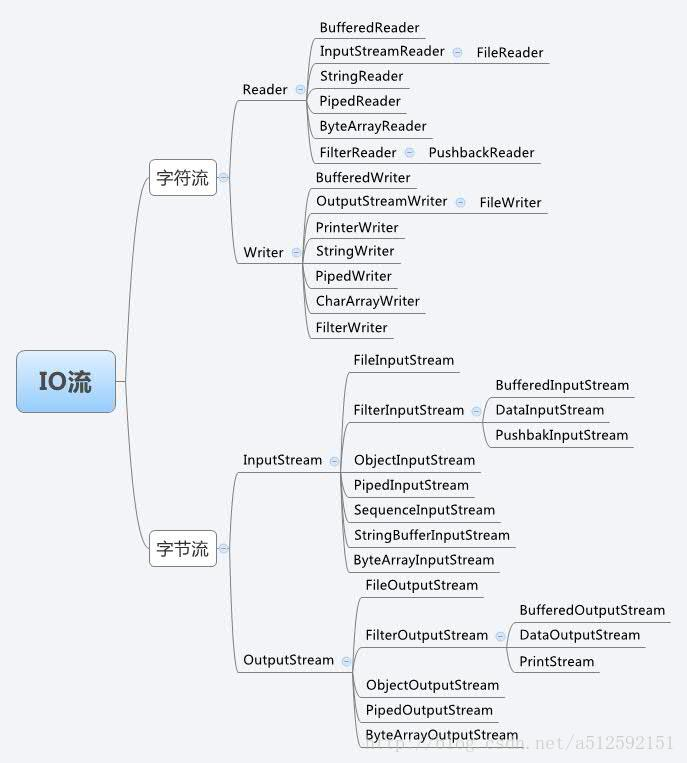 IO流
字符流
Reader
BufferedReader
InputStreamReader
FileReader
StringReader
PipedReader
ByteArrayReader
FilterReader
PushbackReader
Writer
BufferedWriter
OutputStreamWriter
FileWriter
PrinterWriter
StringWriter
PipedWriter
CharArrayWriter
FilterWriter
字节流
InputStream
FileInputStream
FilterInputStream
BufferedInputStream
DataInputStream
PushbakInputStream
ObjectInputStream
PipedInputStream
SequenceInputStream
StringBufferInputStream
ByteArrayInputStream
OutputStream
FileOutputStream
FilterOutputStream
BufferedOutputStream
DataOutputStream
PrintStream
ObjectOutputStream
PipedOutputStream
ByteArrayOutputStream
http://blog.csdn.net/a512592151